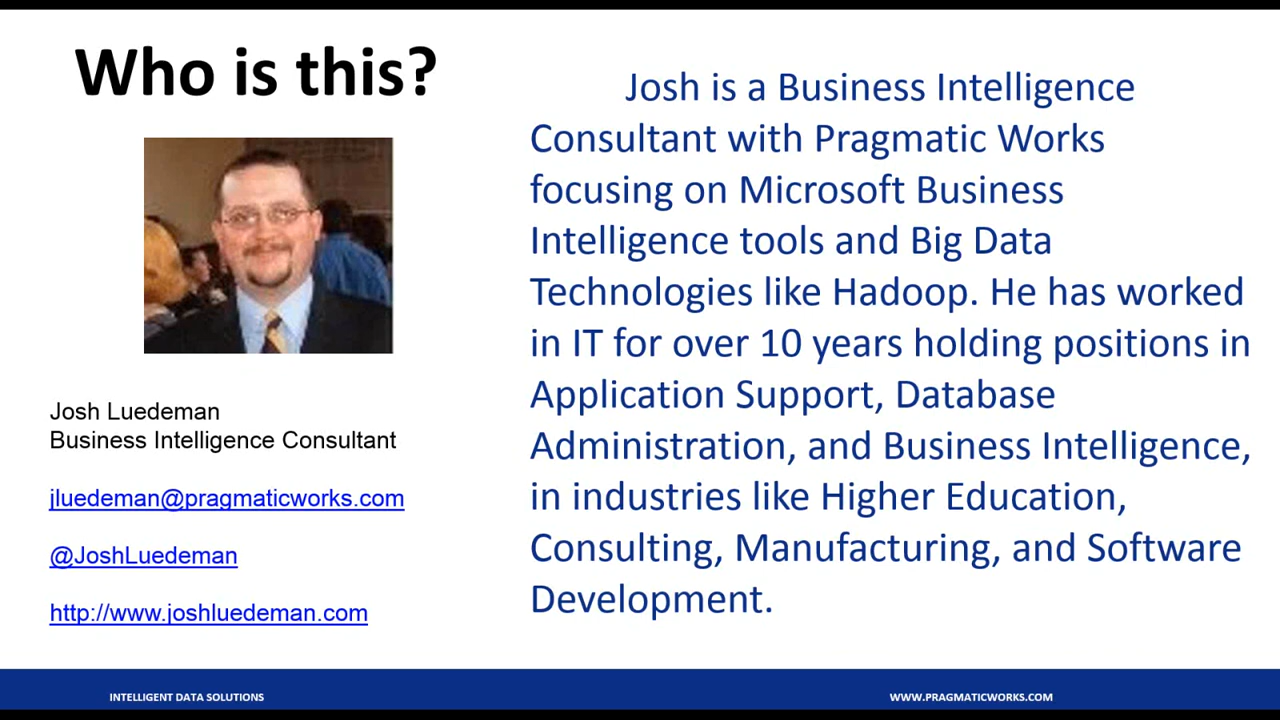 Who is this?
Josh Luedeman
Business Intelligence Consultant
jluedeman@pragmaticworks.com
@JoshLuedeman
http://www.joshluedeman.com
Josh is a Business Intelligence
Consultant with Pragmatic Works
focusing on Microsoft Business
Intelligence tools and Big Data
Technologies like Hadoop. He has worked
in IT for over 10 years holding positions in
Application Support, Database
Administration, and Business Intelligence,
in industries like Higher Education,
Consulting, Manufacturing, and Software
Development.
INTELLIGENT DATA SOLUTIONS
WWW.PRAGMATICWORKS.COM